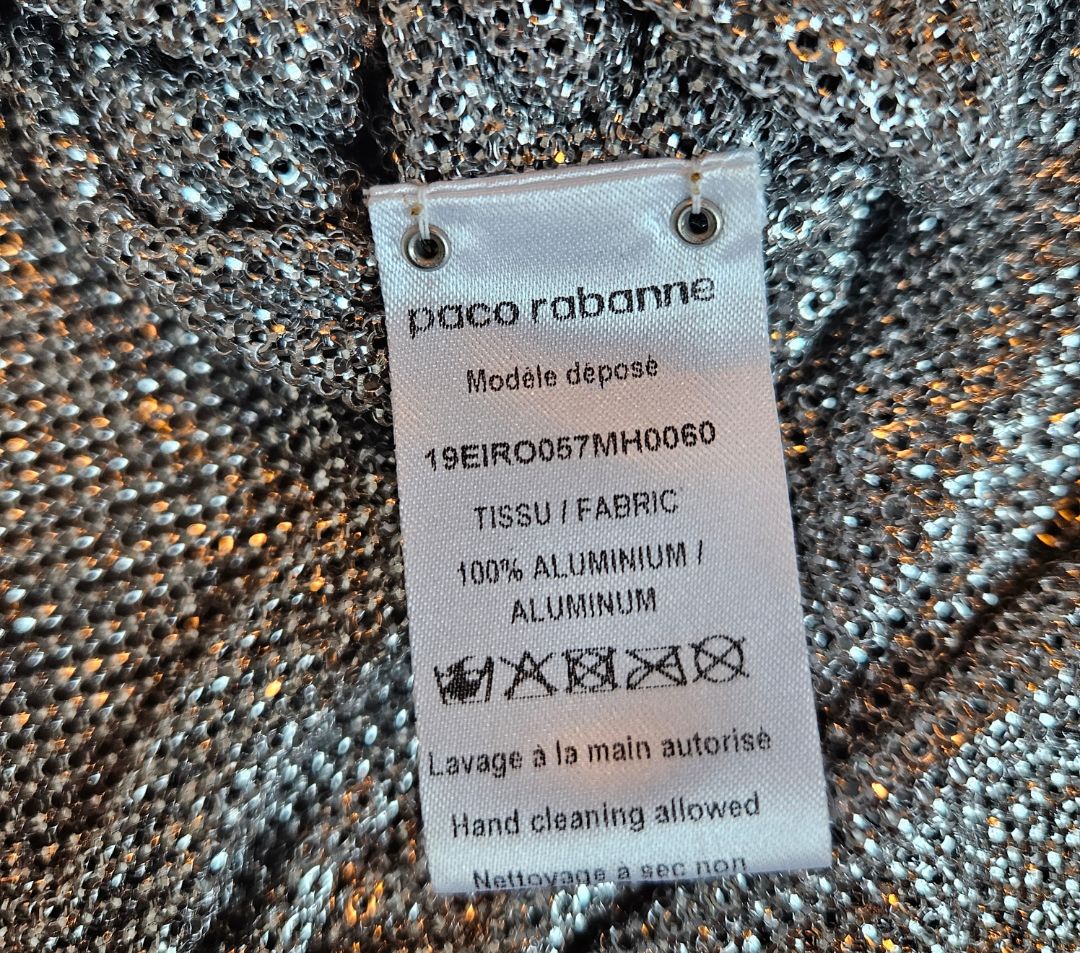 paco rabanne
Modèle déposé
19EIRO057MH0060
TISSU / FABRIC
100% ALUMINIUM /
ALUMINUM
Lavage à la main autorisé
Hand cleaning allowed
Nettoyage à sec non